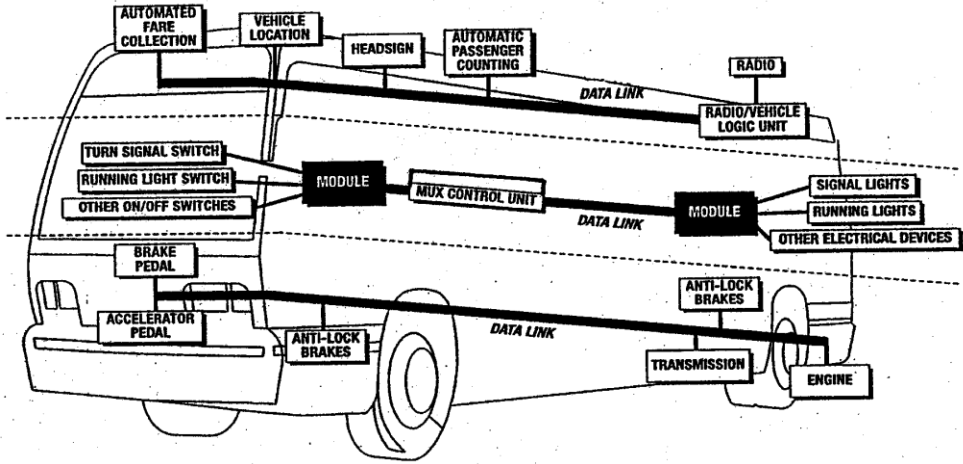 AUTOMATED
FARE
COLLECTION
VEHICLE
LOCATION
HEADSIGN
AUTOMATIC
PASSENGER
COUNTING
DATA LINK
RADIO
RADIO/VEHICLE
LOGIC UNIT
TURN SIGNAL SWITCH
RUNNING LIGHT SWITCH
OTHER ON/OFF SWITCHES
MODULE
MUX CONTROL UNIT
DATA LINK
MODULE
SIGNAL LIGHTS
RUNNING LIGHTS
OTHER ELECTRICAL DEVICES
BRAKE
PEDAL
ACCELERATOR
PEDAL
ANTI-LOCK
BRAKES
DATA LINK
ANTI-LOCK
BRAKES
TRANSMISSION
ENGINE